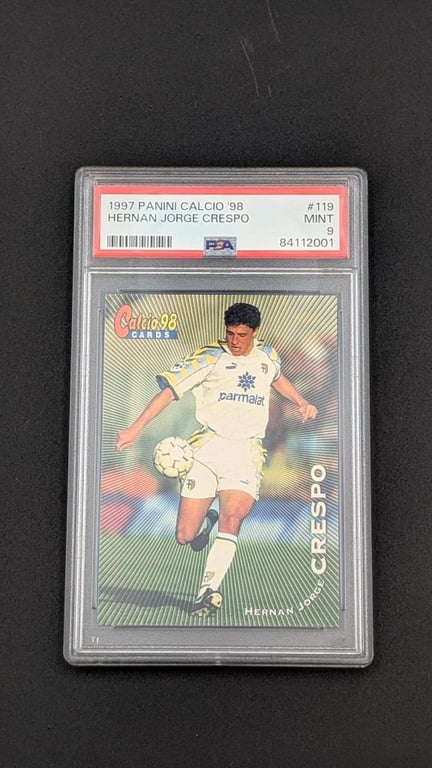 1997 PANINI CALCIO '98 #119
HERNAN JORGE CRESPO MINT
9
PSA 84112001
Calcio 98
CARDS
parmalat
HERNAN JORGE CRESPO